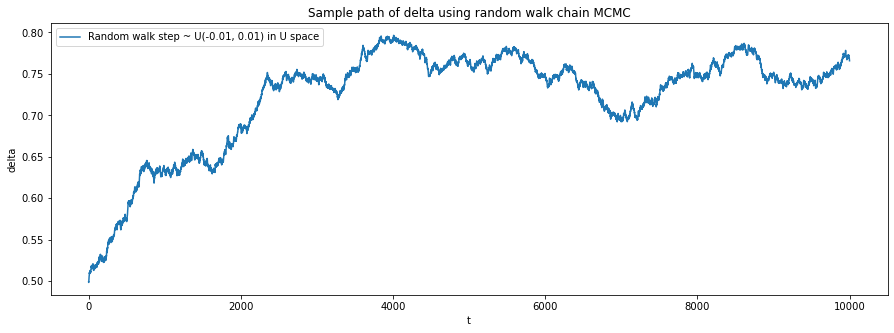 Sample path of delta using random walk chain MCMC
Random walk step ~ U(-0.01, 0.01) in U space
0.80
0.75
0.70
0.65
0.60
0.55
0.50
delta
0 2000 4000 6000 8000 10000
t